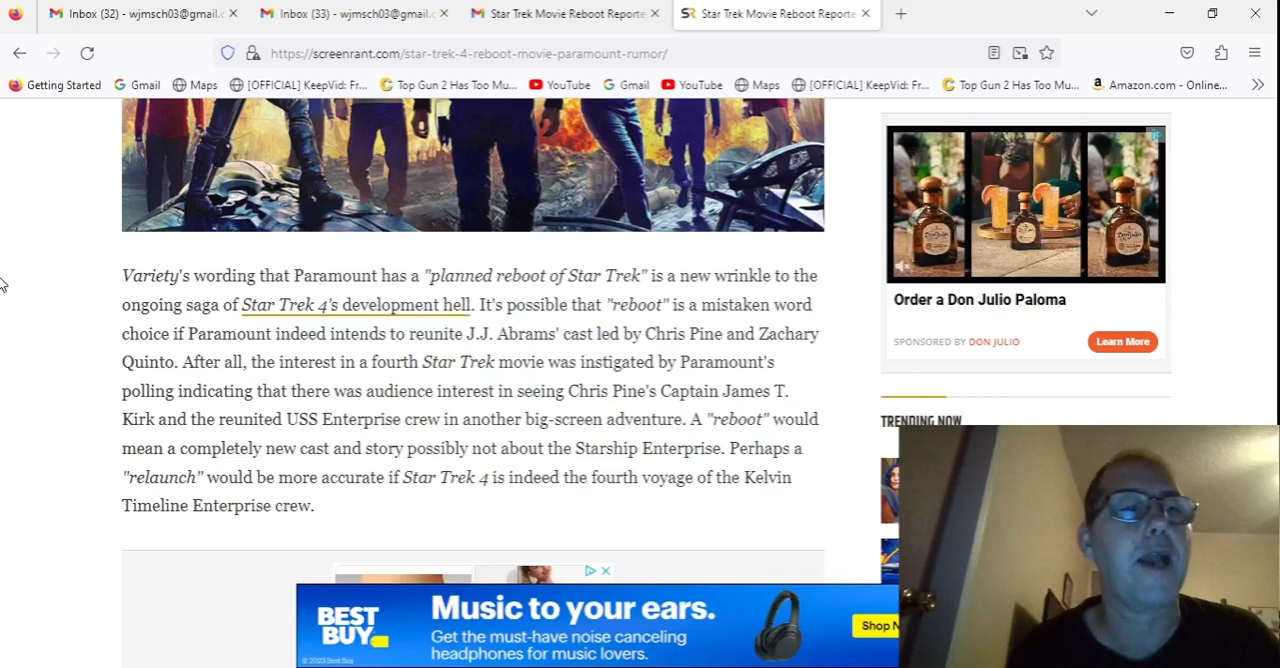 Inbox (32) - wjmsch03@gmail.c
Inbox (33) - wjmsch03@gmail.c
Star Trek Movie Reboot Reporte
SR Star Trek Movie Reboot Reporte
https://screenrant.com/star-trek-4-reboot-movie-paramount-rumor/
Getting Started
Gmail
Maps
[OFFICIAL] KeepVid: Fr...
Top Gun 2 Has Too Mu...
YouTube
Gmail
YouTube
Maps
[OFFICIAL] KeepVid: Fr...
Top Gun 2 Has Too Mu...
Amazon.com - Online...
Variety's wording that Paramount has a "planned reboot of Star Trek" is a new wrinkle to the
ongoing saga of Star Trek 4's development hell. It's possible that "reboot" is a mistaken word
choice if Paramount indeed intends to reunite J.J. Abrams' cast led by Chris Pine and Zachary
Quinto. After all, the interest in a fourth Star Trek movie was instigated by Paramount's
polling indicating that there was audience interest in seeing Chris Pine's Captain James T.
Kirk and the reunited USS Enterprise crew in another big-screen adventure. A "reboot" would
mean a completely new cast and story possibly not about the Starship Enterprise. Perhaps a
"relaunch" would be more accurate if Star Trek 4 is indeed the fourth voyage of the Kelvin
Timeline Enterprise crew.
Order a Don Julio Paloma
SPONSORED BY DON JULIO
Learn More
TRENDING NOW
BEST
BUY
Music to your ears.
Get the must-have noise canceling
headphones for music lovers.
Shop N
© 2023 Best Buy